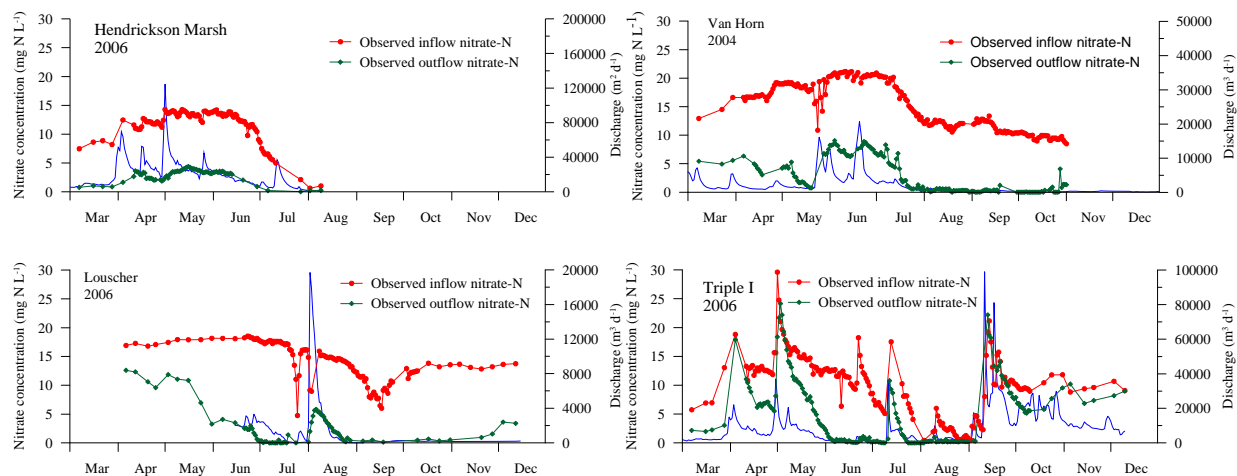 Hendrickson Marsh
2006
Observed inflow nitrate-N
Observed outflow nitrate-N
Nitrate concentration (mg N L⁻¹)
30
25
20
15
10
5
0
Discharge (m² d⁻¹)
200000
160000
120000
80000
40000
0
Mar Apr May Jun Jul Aug Sep Oct Nov Dec
Van Horn
2004
Observed inflow nitrate-N
Observed outflow nitrate-N
Nitrate concentration (mg N L⁻¹)
30
25
20
15
10
5
0
Discharge (m³ d⁻¹)
50000
40000
30000
20000
10000
0
Mar Apr May Jun Jul Aug Sep Oct Nov Dec
Louscher
2006
Observed inflow nitrate-N
Observed outflow nitrate-N
Nitrate concentration (mg N L⁻¹)
30
25
20
15
10
5
0
Discharge (m³ d⁻¹)
20000
16000
12000
8000
4000
0
Mar Apr May Jun Jul Aug Sep Oct Nov Dec
Triple I
2006
Observed inflow nitrate-N
Observed outflow nitrate-N
Nitrate concentration (mg N L⁻¹)
30
25
20
15
10
5
0
Discharge (m³ d⁻¹)
100000
80000
60000
40000
20000
0
Mar Apr May Jun Jul Aug Sep Oct Nov Dec